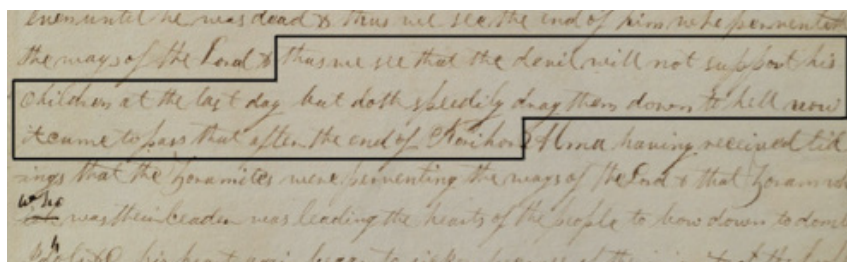 them until he was dead & thus we see the end of him who perverteth
the ways of the Lord & thus we see that the devil will not support his
Children at the last day but doth speedily drag them down to hell now
it came to pass that after the end of Korihor Alma having received tid
ings that the Zoramites were perverting the ways of the Lord & that Zoram wh
who was their leader was leading the hearts of the people to bow down to dum